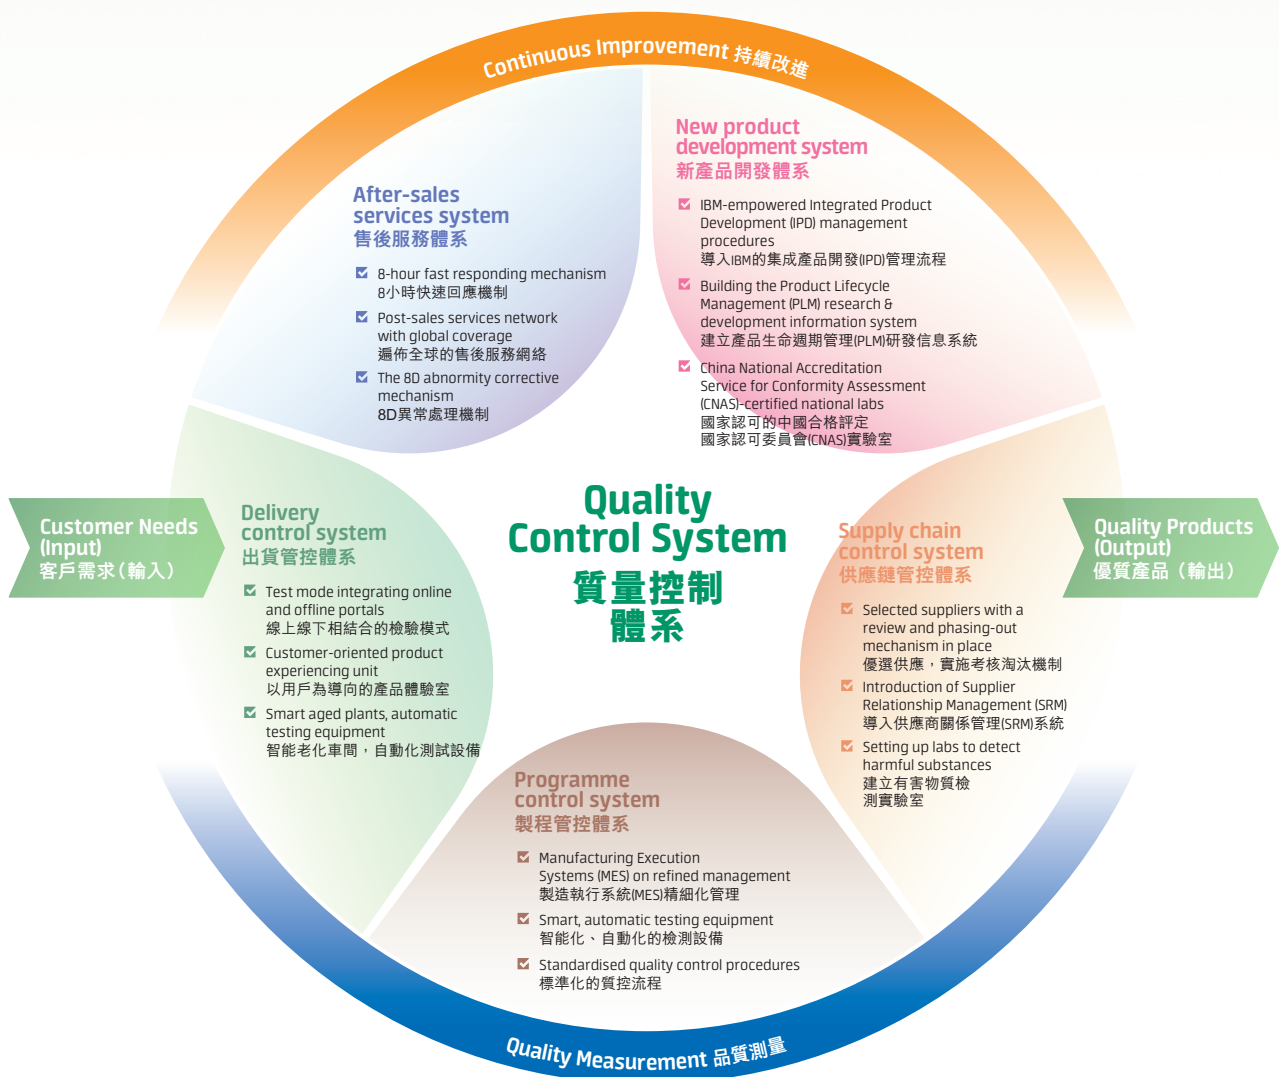 Continuous Improvement 持續改進
New product
development system
新產品開發體系
IBM-empowered Integrated Product
Development (IPD) management
procedures
導入IBM的集成產品開發(IPD)管理流程
Building the Product Lifecycle
Management (PLM) research &
development information system
建立產品生命週期管理(PLM)研發信息系統
China National Accreditation
Service for Conformity Assessment
(CNAS)-certified national labs
國家認可的中國合格評定
國家認可委員會(CNAS)實驗室
After-sales
services system
售後服務體系
8-hour fast responding mechanism
8小時快速回應機制
Post-sales services network
with global coverage
遍佈全球的售後服務網絡
The 8D abnormity corrective
mechanism
8D異常處理機制
Customer Needs
(Input)
客戶需求（輸入）
Delivery
control system
出貨管控體系
Test mode integrating online
and offline portals
線上線下相結合的檢驗模式
Customer-oriented product
experiencing unit
以用戶為導向的產品體驗室
Smart aged plants, automatic
testing equipment
智能老化車間，自動化測試設備
Quality
Control System
質量控制
體系
Supply chain
control system
供應鏈管控體系
Selected suppliers with a
review and phasing-out
mechanism in place
優選供應，實施考核淘汰機制
Introduction of Supplier
Relationship Management (SRM)
導入供應商關係管理(SRM)系統
Setting up labs to detect
harmful substances
建立有害物質檢
測實驗室
Quality Products
(Output)
優質產品（輸出）
Programme
control system
製程管控體系
Manufacturing Execution
Systems (MES) on refined management
製造執行系統(MES)精細化管理
Smart, automatic testing equipment
智能化、自動化的檢測設備
Standardised quality control procedures
標準化的質控流程
Quality Measurement 品質測量